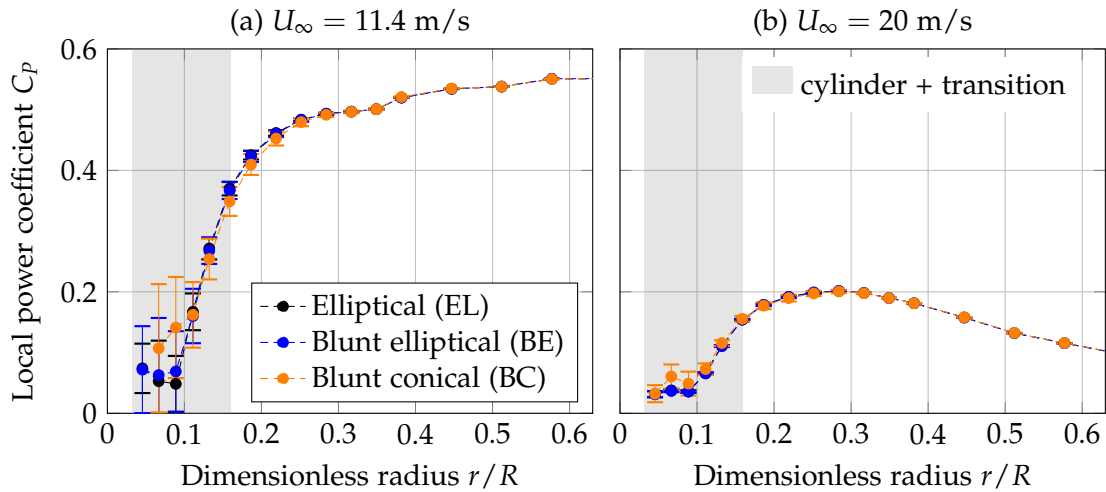 (a) U∞ = 11.4 m/s
(b) U∞ = 20 m/s
Local power coefficient CP
0.6
0.4
0.2
0
cylinder + transition
Elliptical (EL)
Blunt elliptical (BE)
Blunt conical (BC)
0 0.1 0.2 0.3 0.4 0.5 0.6
0 0.1 0.2 0.3 0.4 0.5 0.6
Dimensionless radius r/R
Dimensionless radius r/R